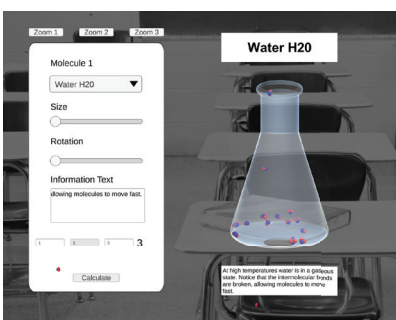 Zoom 1 Zoom 2 Zoom 3
Water H20
Molecule 1
Water H20
Size
Rotation
Information Text
allowing molecules to move fast.
1 1 3 3
Calculate
At high temperatures water is in a gaseous
state. Notice that the intermolecular bonds
are broken, allowing molecules to move
fast.